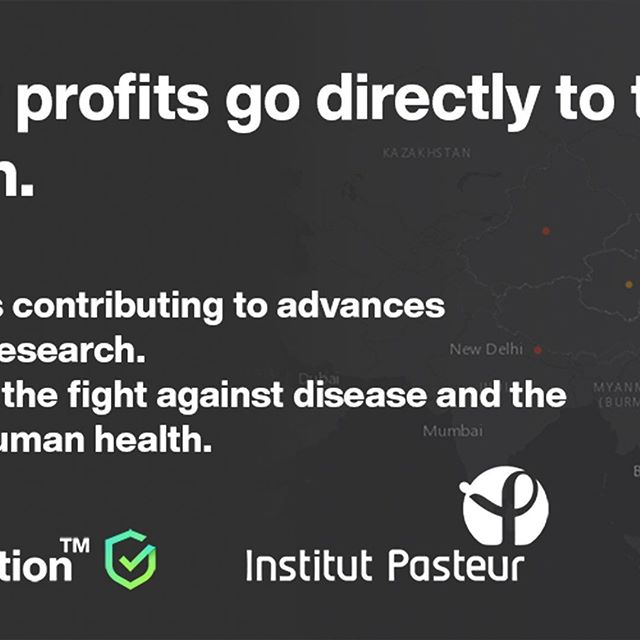 profits go directly to t
n.
KAZAKHSTAN
s contributing to advances
esearch.
New Delhi
Dubai
the fight against disease and the
MYANM
(BURM
Mumbai
uman health.
tion™
Institut Pasteur